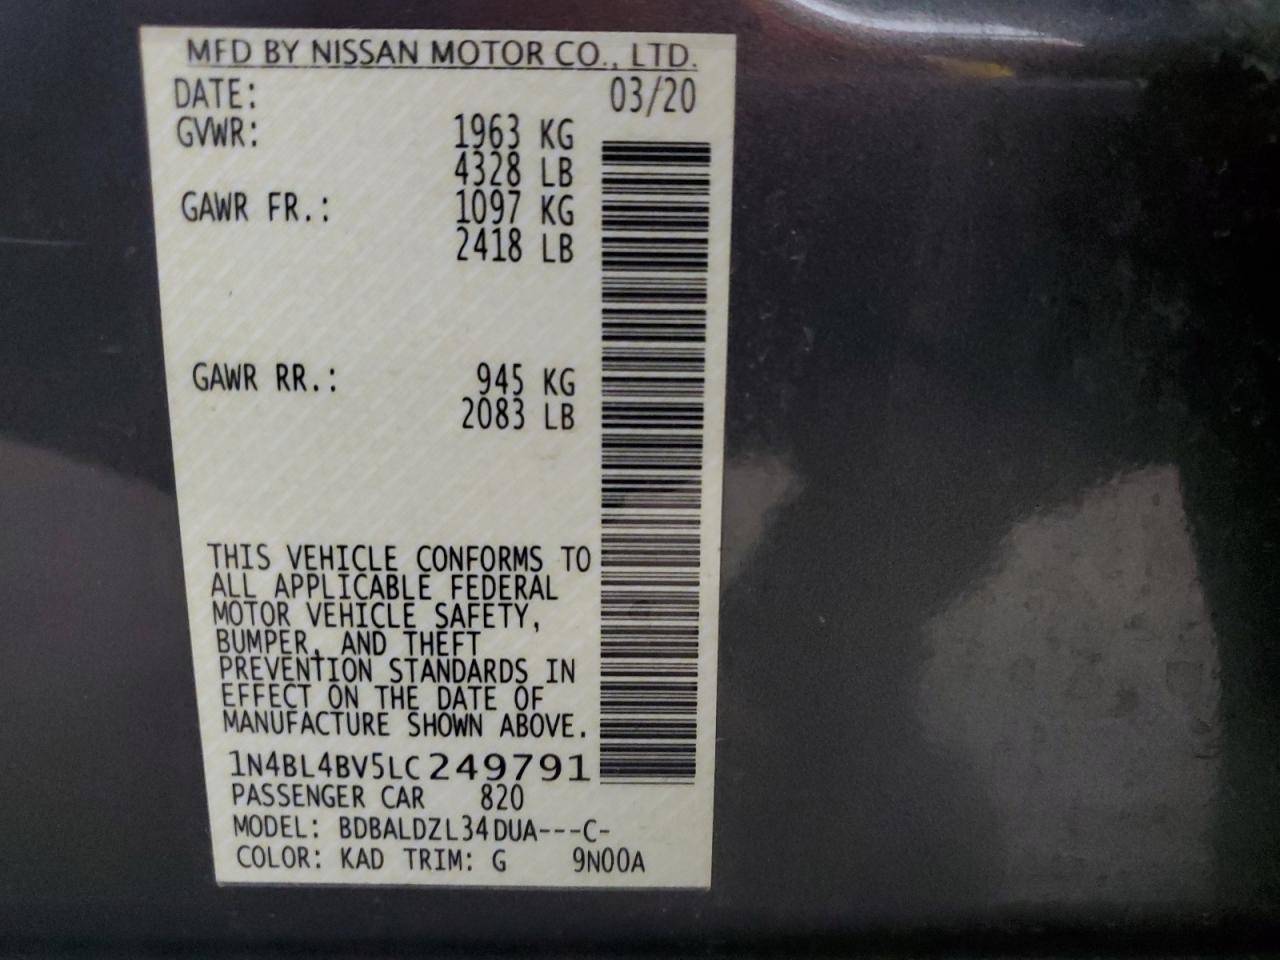 MFD BY NISSAN MOTOR CO., LTD.
DATE: 03/20
GVWR: 1963 KG
4328 LB
GAWR FR.: 1097 KG
2418 LB
GAWR RR.: 945 KG
2083 LB
THIS VEHICLE CONFORMS TO
ALL APPLICABLE FEDERAL
MOTOR VEHICLE SAFETY,
BUMPER, AND THEFT
PREVENTION STANDARDS IN
EFFECT ON THE DATE OF
MANUFACTURE SHOWN ABOVE.
1N4BL4BV5LC249791
PASSENGER CAR 820
MODEL: BDBALDZL34DUA---C-
COLOR: KAD TRIM: G 9N00A